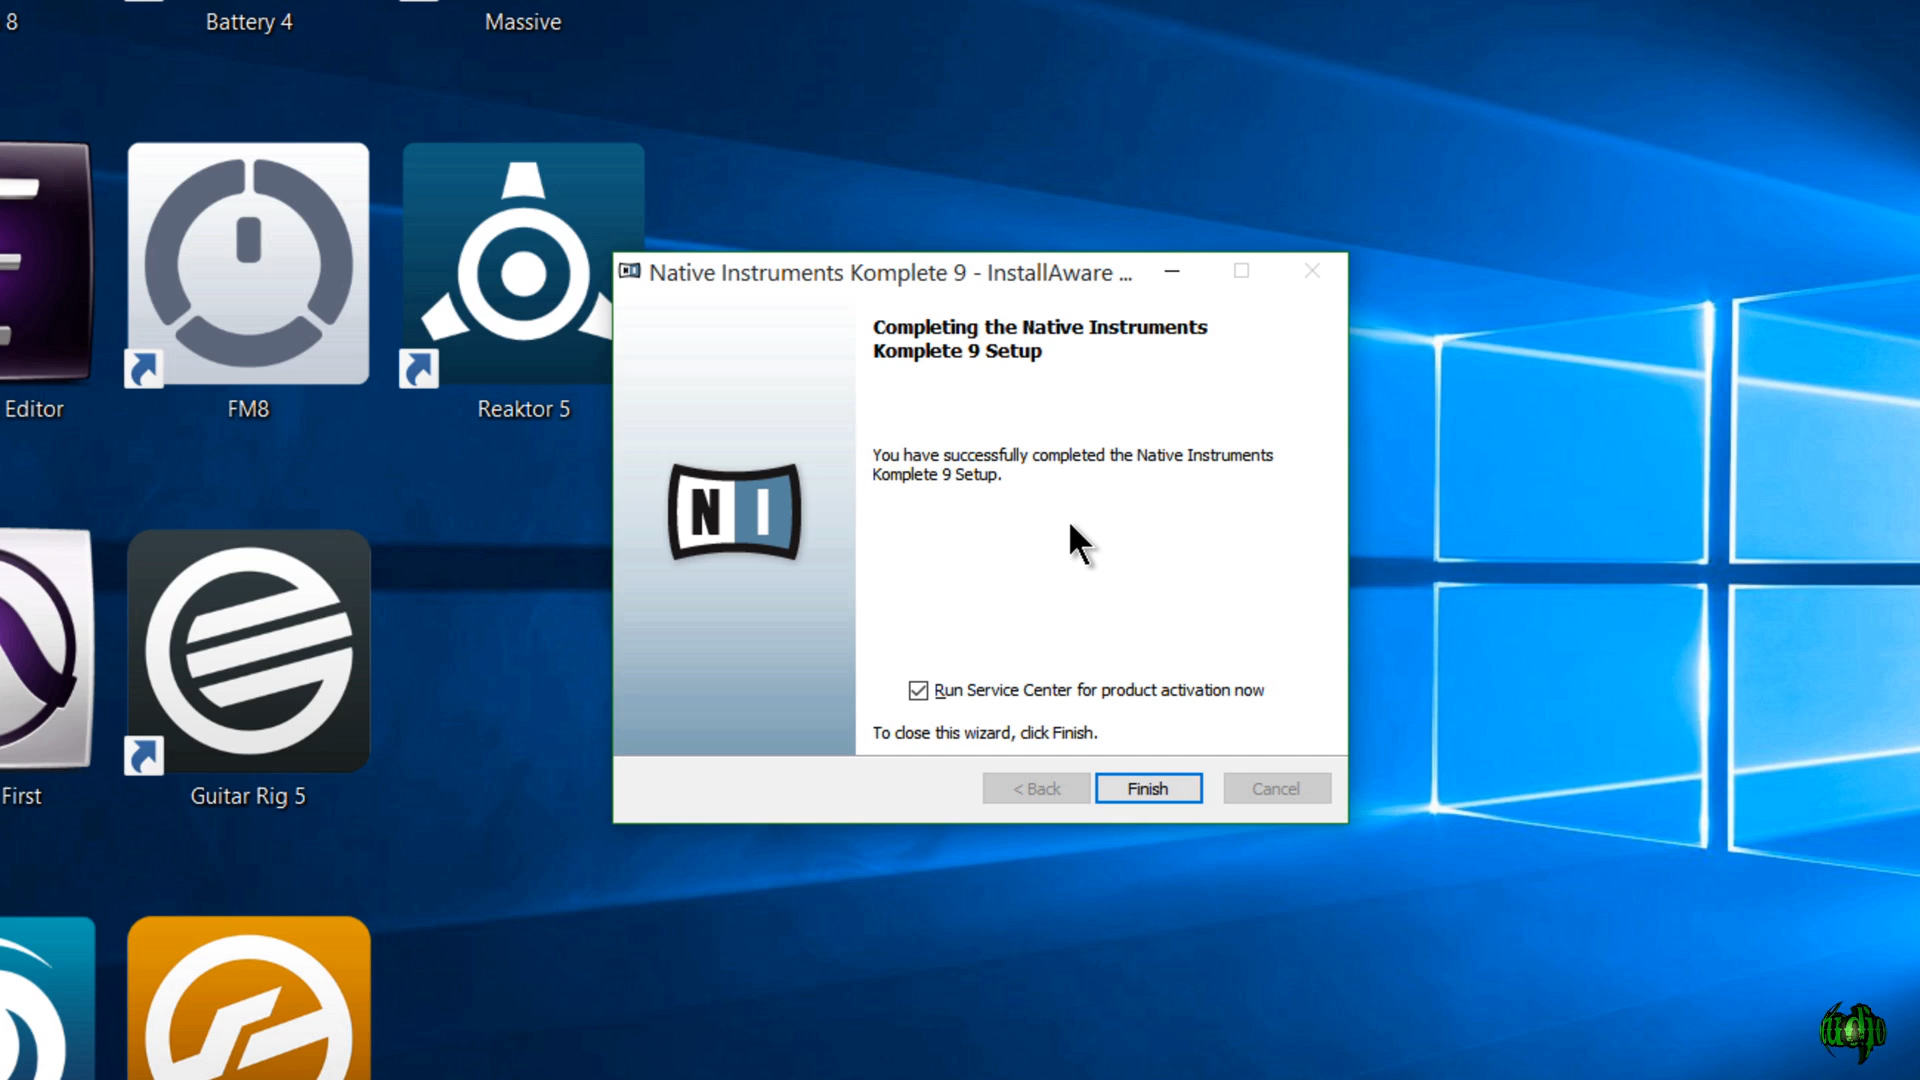 8
Battery 4
Massive
Editor
FM8
Reaktor 5
Native Instruments Komplete 9 - InstallAware ...
Completing the Native Instruments
Komplete 9 Setup
You have successfully completed the Native Instruments
Komplete 9 Setup.
NI
Run Service Center for product activation now
To close this wizard, click Finish.
< Back
Finish
Cancel
First
Guitar Rig 5